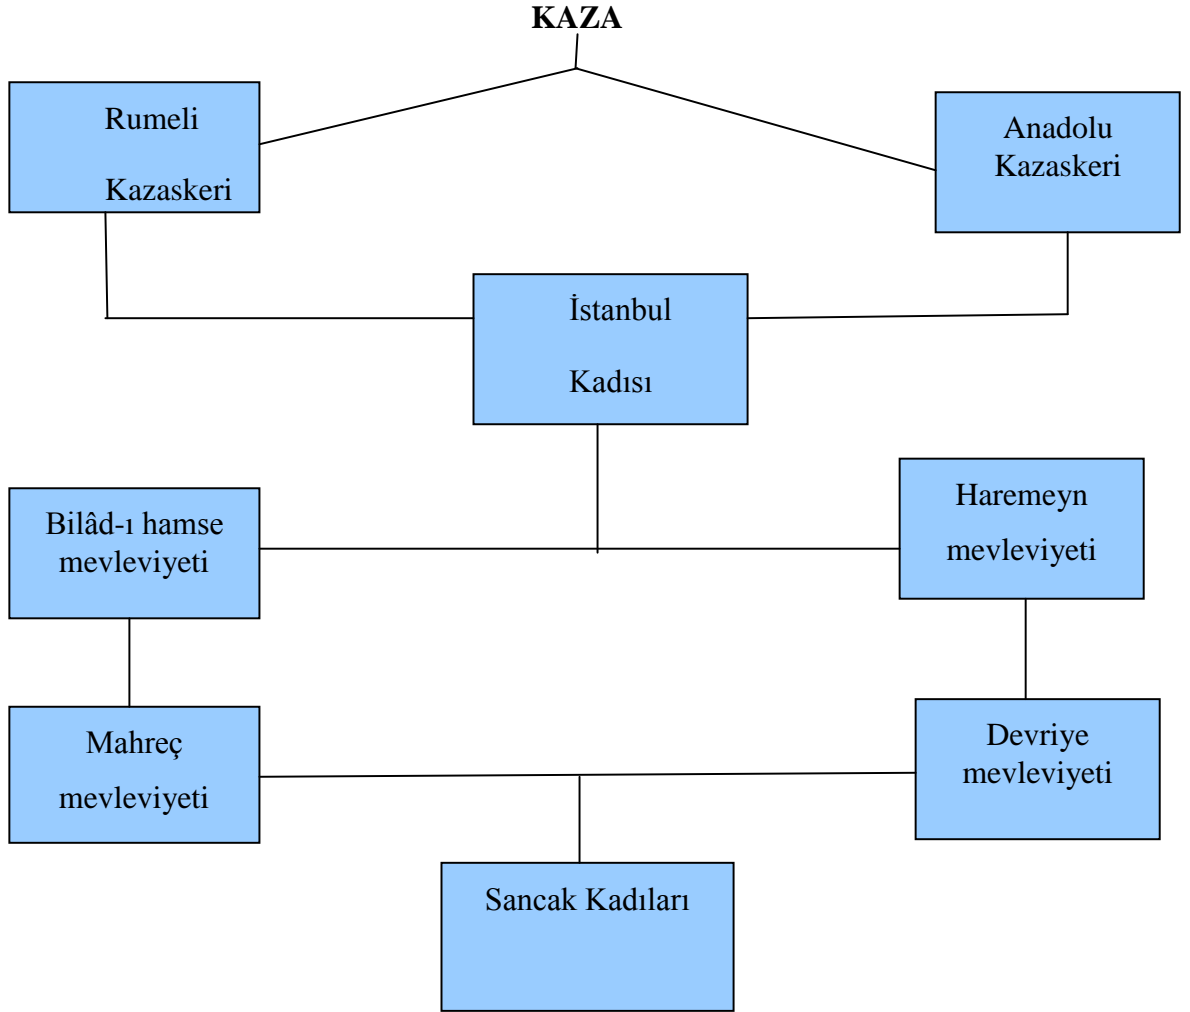 KAZA
Rumeli
Kazaskeri
Anadolu
Kazaskeri
İstanbul
Kadısı
Bilâd-ı hamse
mevleviyeti
Haremeyn
mevleviyeti
Mahreç
mevleviyeti
Devriye
mevleviyeti
Sancak Kadıları